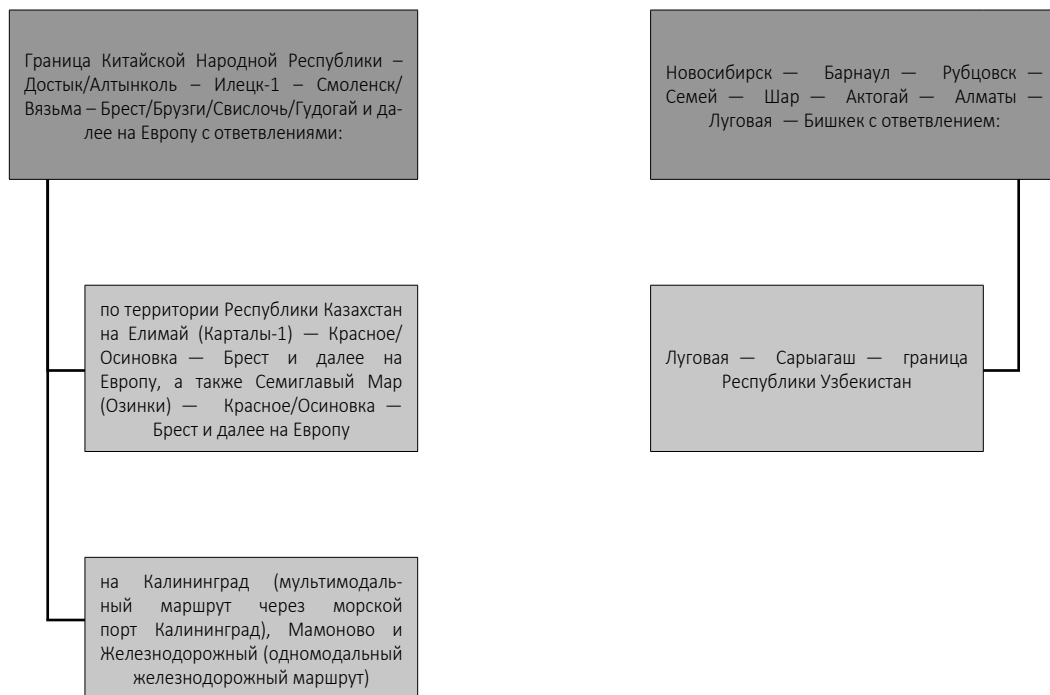 Граница Китайской Народной Республики –
Достык/Алтынколь – Илецк-1 – Смоленск/
Вязьма – Брест/Брузги/Свислочь/Гудогай и да-
лее на Европу с ответвлениями:
по территории Республики Казахстан
на Елимай (Карталы-1) — Красное/
Осиновка — Брест и далее на
Европу, а также Семиглавый Мар
(Озинки) — Красное/Осиновка —
Брест и далее на Европу
на Калининград (мультимодаль-
ный маршрут через морской
порт Калининград), Мамоново и
Железнодорожный (одномодальный
железнодорожный маршрут)
Новосибирск — Барнаул — Рубцовск —
Семей — Шар — Актогай — Алматы —
Луговая — Бишкек с ответвлением:
Луговая — Сарыагаш — граница
Республики Узбекистан